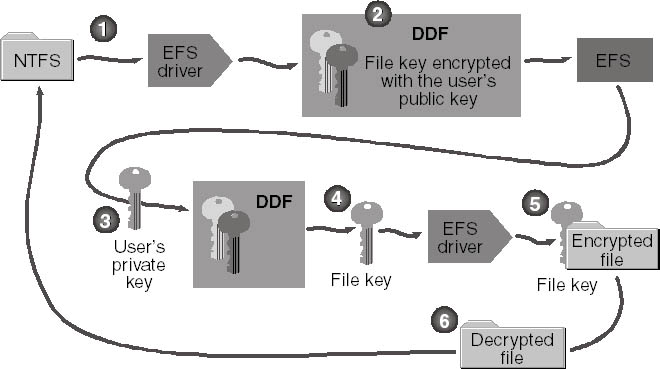 1
NTFS
EFS
driver
2
DDF
File key encrypted
with the user's
public key
EFS
3
User's
private
key
DDF
4
File key
EFS
driver
5
File key
Encrypted
file
6
Decrypted
file